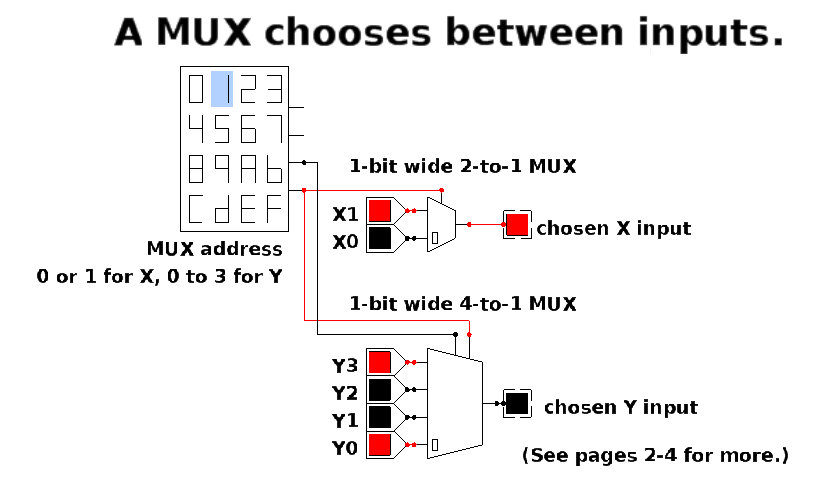 A MUX chooses between inputs.
0 1 2 3
4 5 6 7
8 9 A b
C d E F
1-bit wide 2-to-1 MUX
X1
X0
chosen X input
MUX address
0 or 1 for X, 0 to 3 for Y
1-bit wide 4-to-1 MUX
Y3
Y2
Y1
Y0
chosen Y input
(See pages 2-4 for more.)